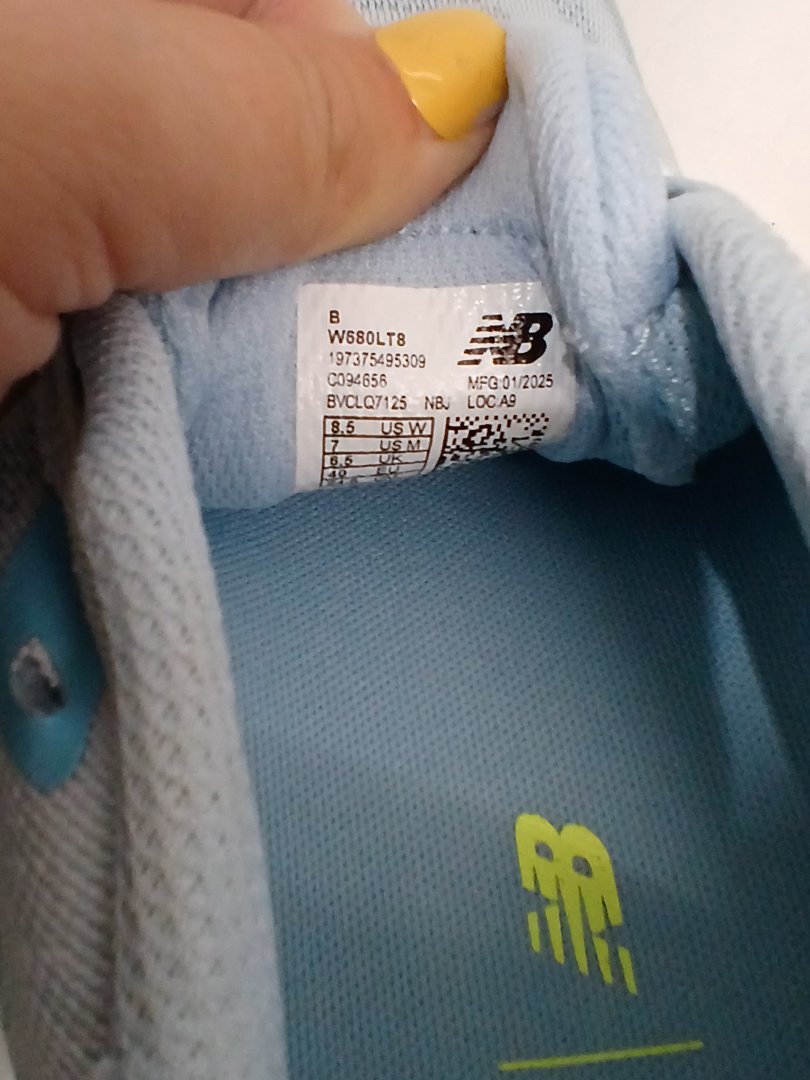 B
W680LT8
197375495309
C094656 MFG:01/2025
BVCLQ7125 NBJ LOC:A9
NB
8.5 US W
7 US M
6.5 UK
40 EU